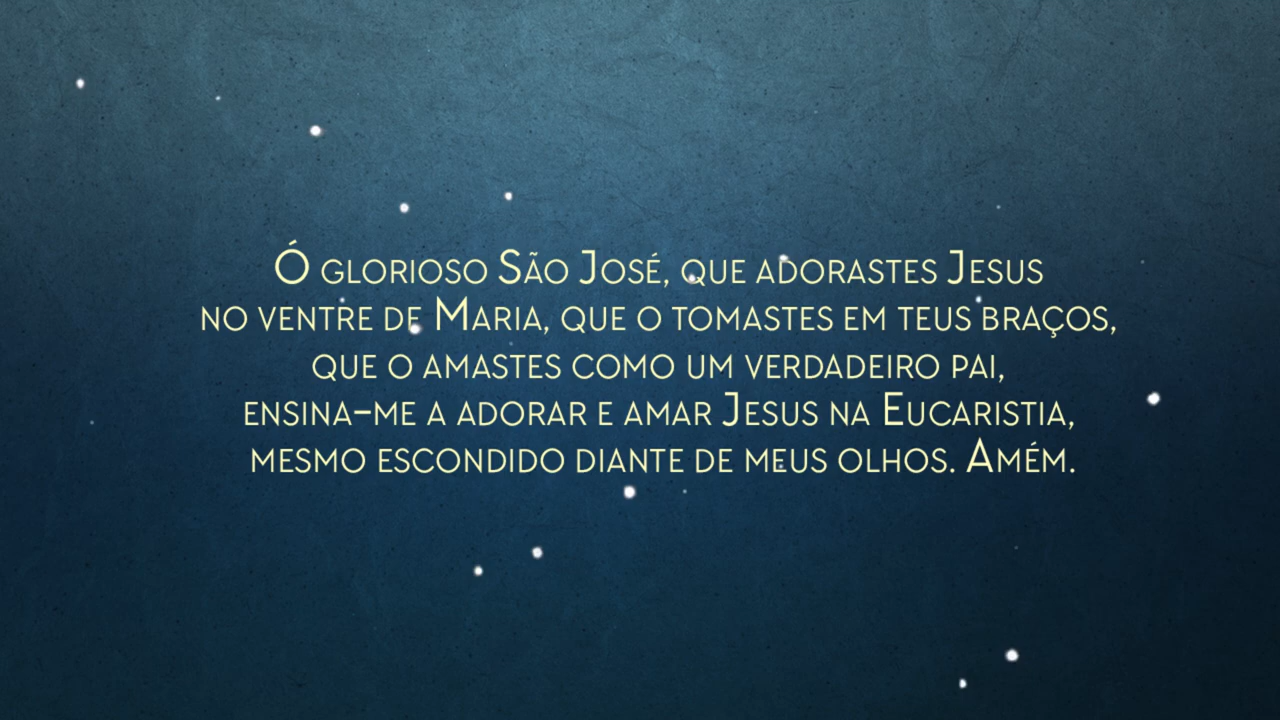 Ó glorioso São José, que adorastes Jesus
no ventre de Maria, que o tomastes em teus braços,
que o amastes como um verdadeiro pai,
ensina-me a adorar e amar Jesus na Eucaristia,
mesmo escondido diante de meus olhos. Amém.